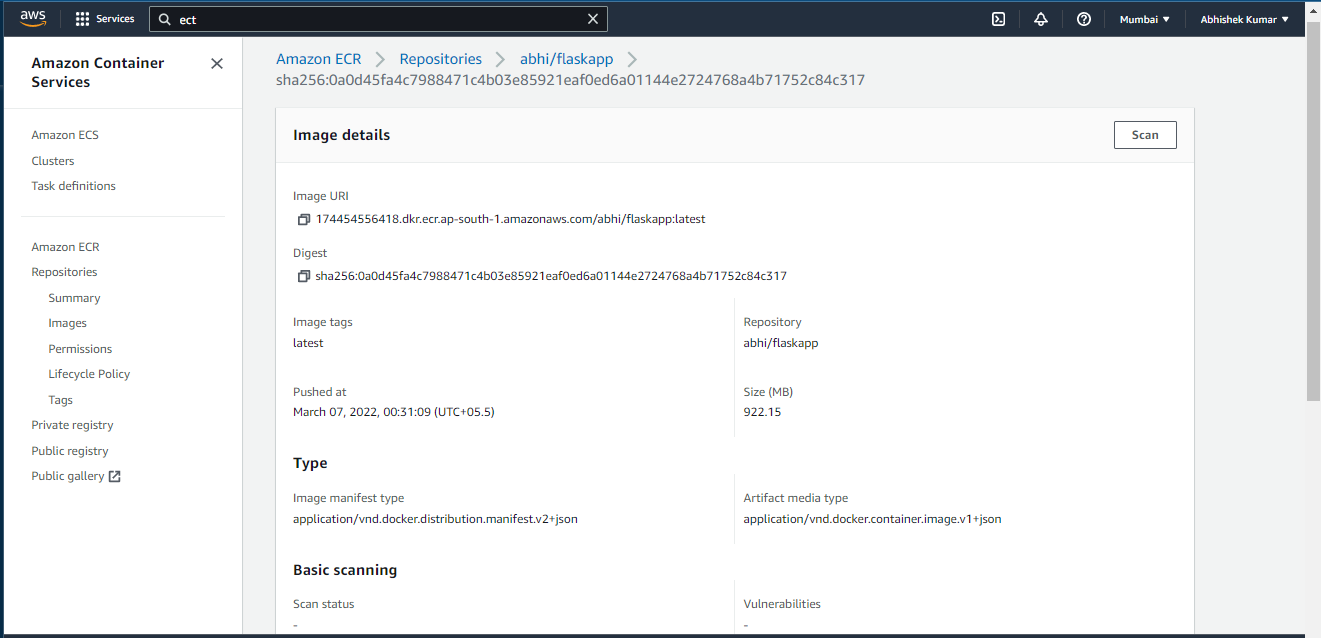 aws
Services
ect
Mumbai
Abhishek Kumar
Amazon Container
Services
Amazon ECS
Clusters
Task definitions
Amazon ECR
Repositories
Summary
Images
Permissions
Lifecycle Policy
Tags
Private registry
Public registry
Public gallery
Amazon ECR
Repositories
abhi/flaskapp
sha256:0a0d45fa4c7988471c4b03e85921eaf0ed6a01144e2724768a4b71752c84c317
Image details
Scan
Image URI
174454556418.dkr.ecr.ap-south-1.amazonaws.com/abhi/flaskapp:latest
Digest
sha256:0a0d45fa4c7988471c4b03e85921eaf0ed6a01144e2724768a4b71752c84c317
Image tags
latest
Repository
abhi/flaskapp
Pushed at
March 07, 2022, 00:31:09 (UTC+05.5)
Size (MB)
922.15
Type
Image manifest type
application/vnd.docker.distribution.manifest.v2+json
Artifact media type
application/vnd.docker.container.image.v1+json
Basic scanning
Scan status
-
Vulnerabilities
-